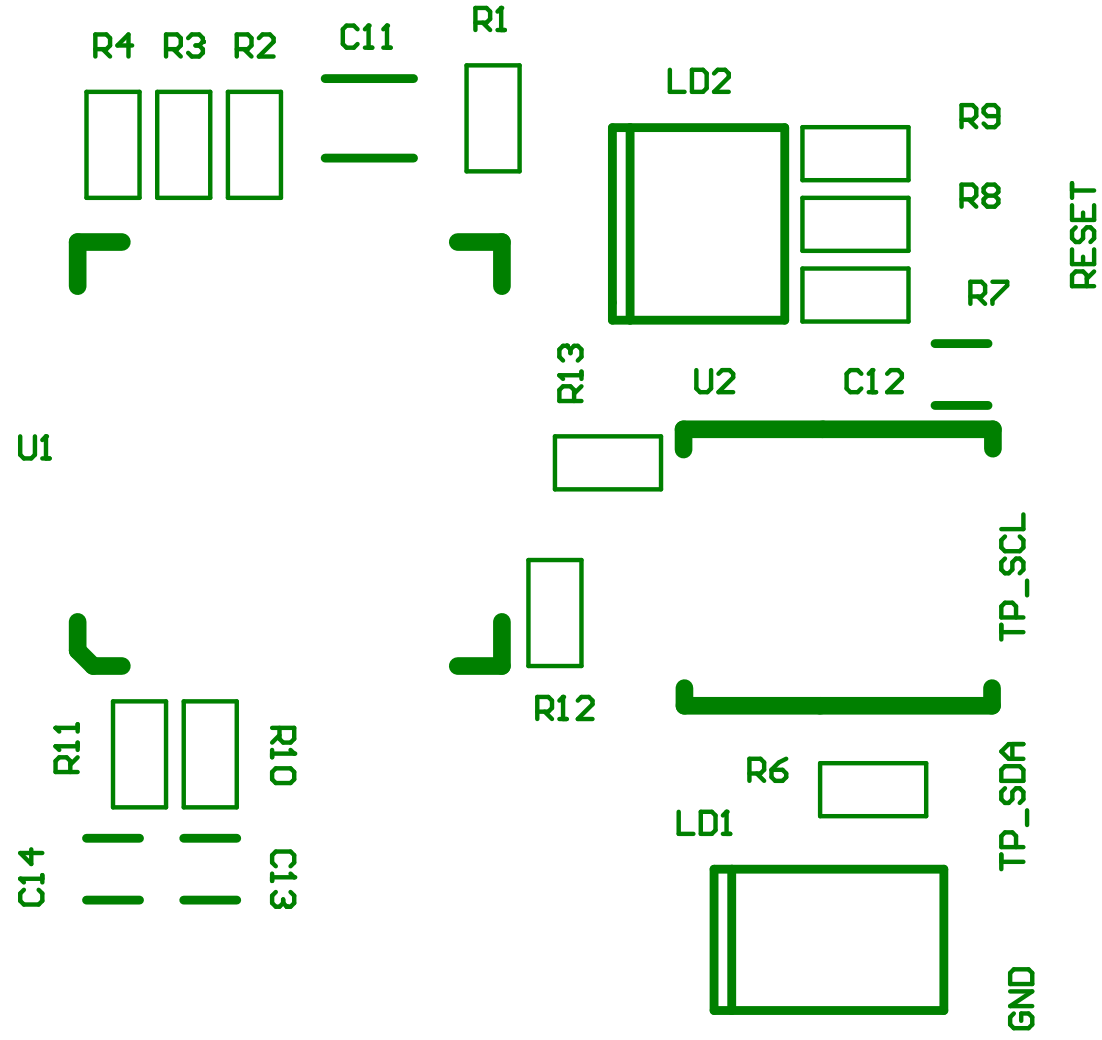 R1
R4 R3 R2 C11
LD2
R9
R8
RESET
R7
R13
U2 C12
U1
TP_SCL
R12
R11 R10
R6
TP_SDA
LD1
C14 C13
GND